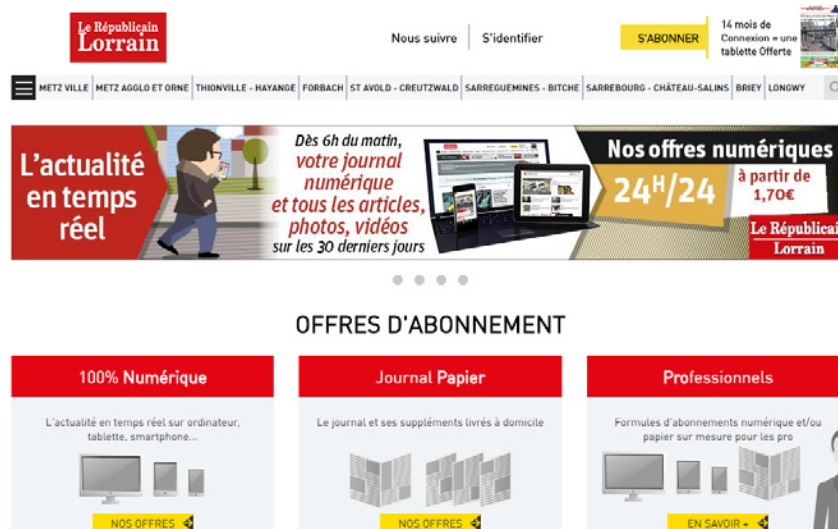 Le Républicain
Lorrain
Nous suivre
S'identifier
S'ABONNER
14 mois de
Connexion = une
tablette Offerte
METZ VILLE
METZ AGGLO ET ORNE
THIONVILLE - HAYANGE
FORBACH
ST AVOLD - CREUTZWALD
SARREGUEMINES - BITCHE
SARREBOURG - CHÂTEAU-SALINS
BRIEY
LONGWY
L'actualité
en temps
réel
Dès 6h du matin,
votre journal
numérique
et tous les articles,
photos, vidéos
sur les 30 derniers jours
Nos offres numériques
24H/24
à partir de
1,70€
Le Républicai
Lorrain
OFFRES D'ABONNEMENT
100% Numérique
L'actualité en temps réel sur ordinateur,
tablette, smartphone...
NOS OFFRES
Journal Papier
Le journal et ses suppléments livrés à domicile
NOS OFFRES
Professionnels
Formules d'abonnements numérique et/ou
papier sur mesure pour les pro
EN SAVOIR +